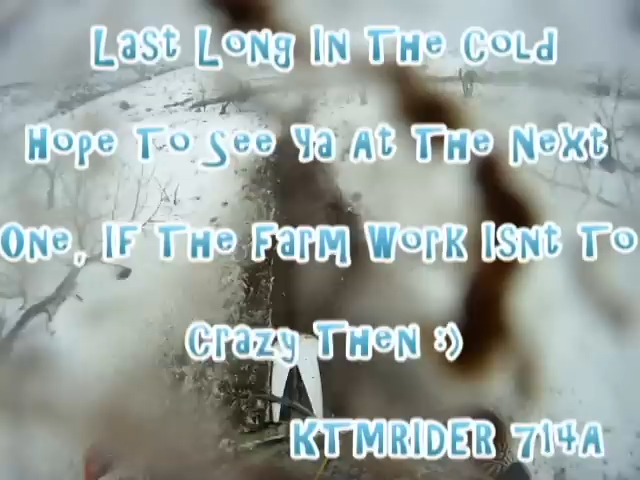 Last Long In The Cold
Hope To See Ya At The Next
One, If The Farm Work Isnt To
Crazy Then :)
KTMRIDER 714A